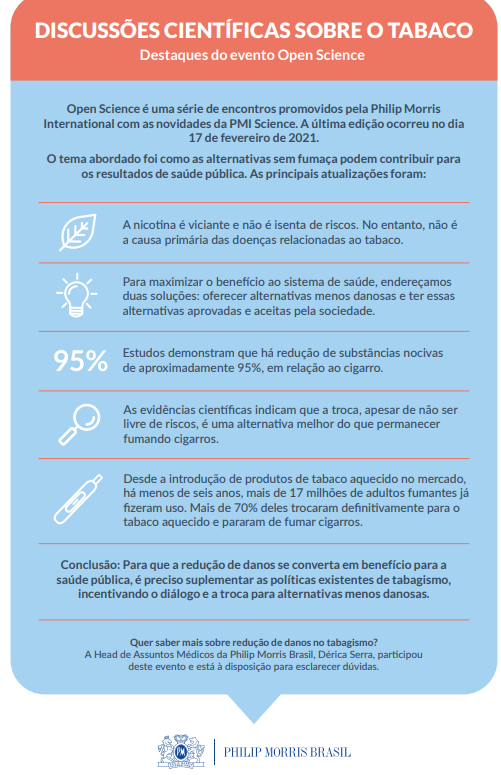 DISCUSSÕES CIENTÍFICAS SOBRE O TABACO
Destaques do evento Open Science
Open Science é uma série de encontros promovidos pela Philip Morris
International com as novidades da PMI Science. A última edição ocorreu no dia
17 de fevereiro de 2021.
O tema abordado foi como as alternativas sem fumaça podem contribuir para
os resultados de saúde pública. As principais atualizações foram:
A nicotina é viciante e não é isenta de riscos. No entanto, não é
a causa primária das doenças relacionadas ao tabaco.
Para maximizar o benefício ao sistema de saúde, endereçamos
duas soluções: oferecer alternativas menos danosas e ter essas
alternativas aprovadas e aceitas pela sociedade.
95%
Estudos demonstram que há redução de substâncias nocivas
de aproximadamente 95%, em relação ao cigarro.
As evidências científicas indicam que a troca, apesar de não ser
livre de riscos, é uma alternativa melhor do que permanecer
fumando cigarros.
Desde a introdução de produtos de tabaco aquecido no mercado,
há menos de seis anos, mais de 17 milhões de adultos fumantes já
fizeram uso. Mais de 70% deles trocaram definitivamente para o
tabaco aquecido e pararam de fumar cigarros.
Conclusão: Para que a redução de danos se converta em benefício para a
saúde pública, é preciso suplementar as políticas existentes de tabagismo,
incentivando o diálogo e a troca para alternativas menos danosas.
Quer saber mais sobre redução de danos no tabagismo?
A Head de Assuntos Médicos da Philip Morris Brasil, Dérica Serra, participou
deste evento e está à disposição para esclarecer dúvidas.
PM
PHILIP MORRIS BRASIL